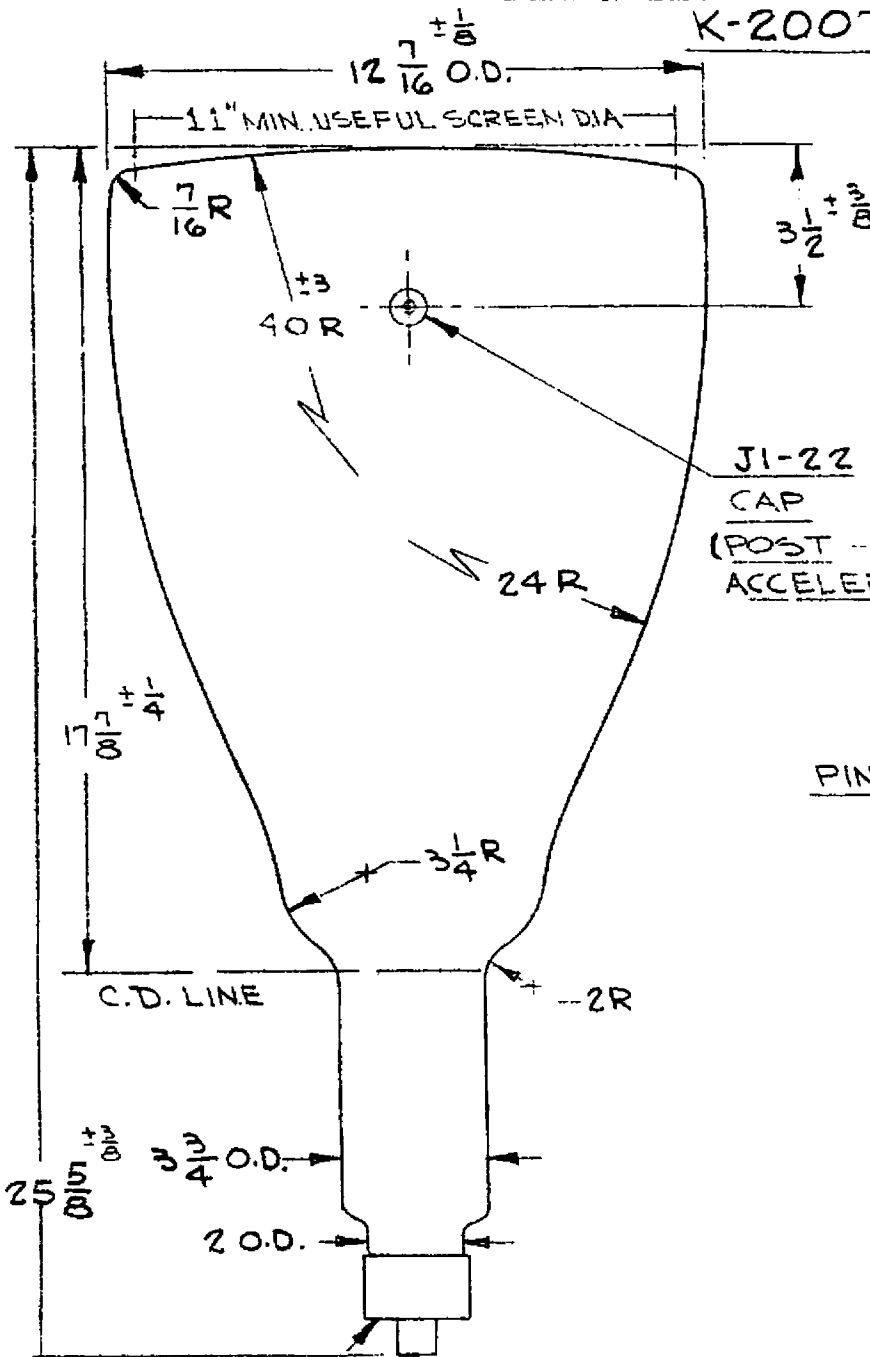 K-200
12 7/16 ±1/8 O.D.
11" MIN. USEFUL SCREEN DIA
7/16 R
3 1/2 ±3/8
40 R ±3
J1-22
CAP
(POST -
ACCELE
24 R
17 7/8 ±1/4
PIN
3 1/4 R
C.D. LINE
2R
25 5/8 ±3/8
3 3/4 O.D.
2 O.D.